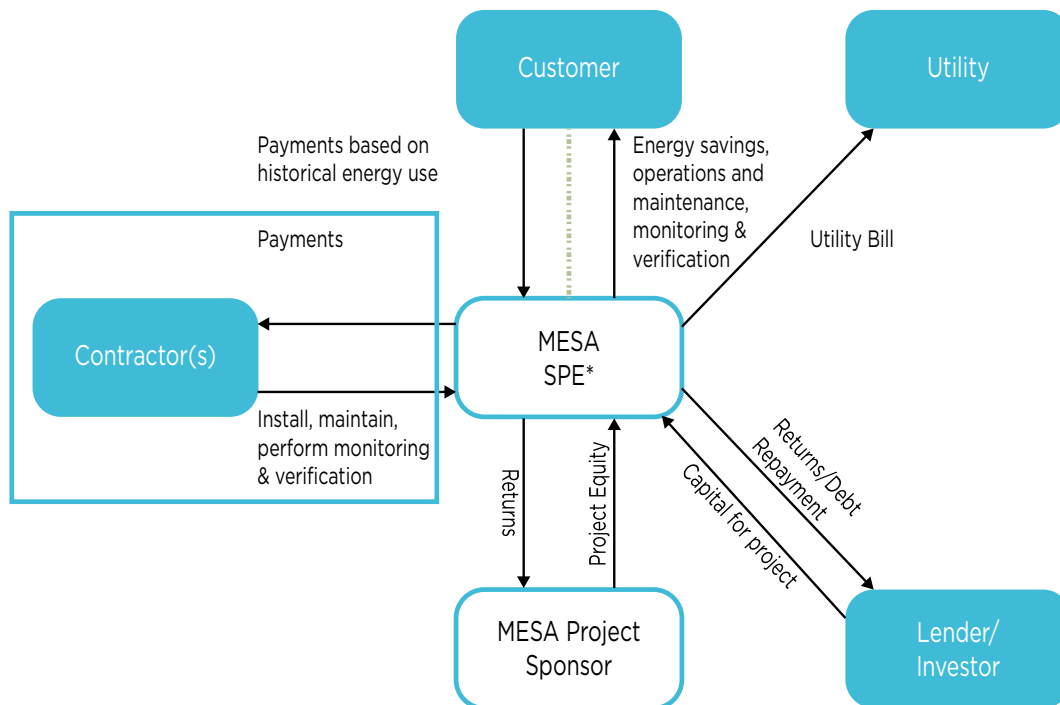 Customer
Utility
Payments based on
historical energy use
Energy savings,
operations and
maintenance,
monitoring &
verification
Payments
Utility Bill
Contractor(s)
MESA
SPE*
Install, maintain,
perform monitoring
& verification
Returns
Project Equity
Returns/Debt
Repayment
Capital for project
MESA Project
Sponsor
Lender/
Investor